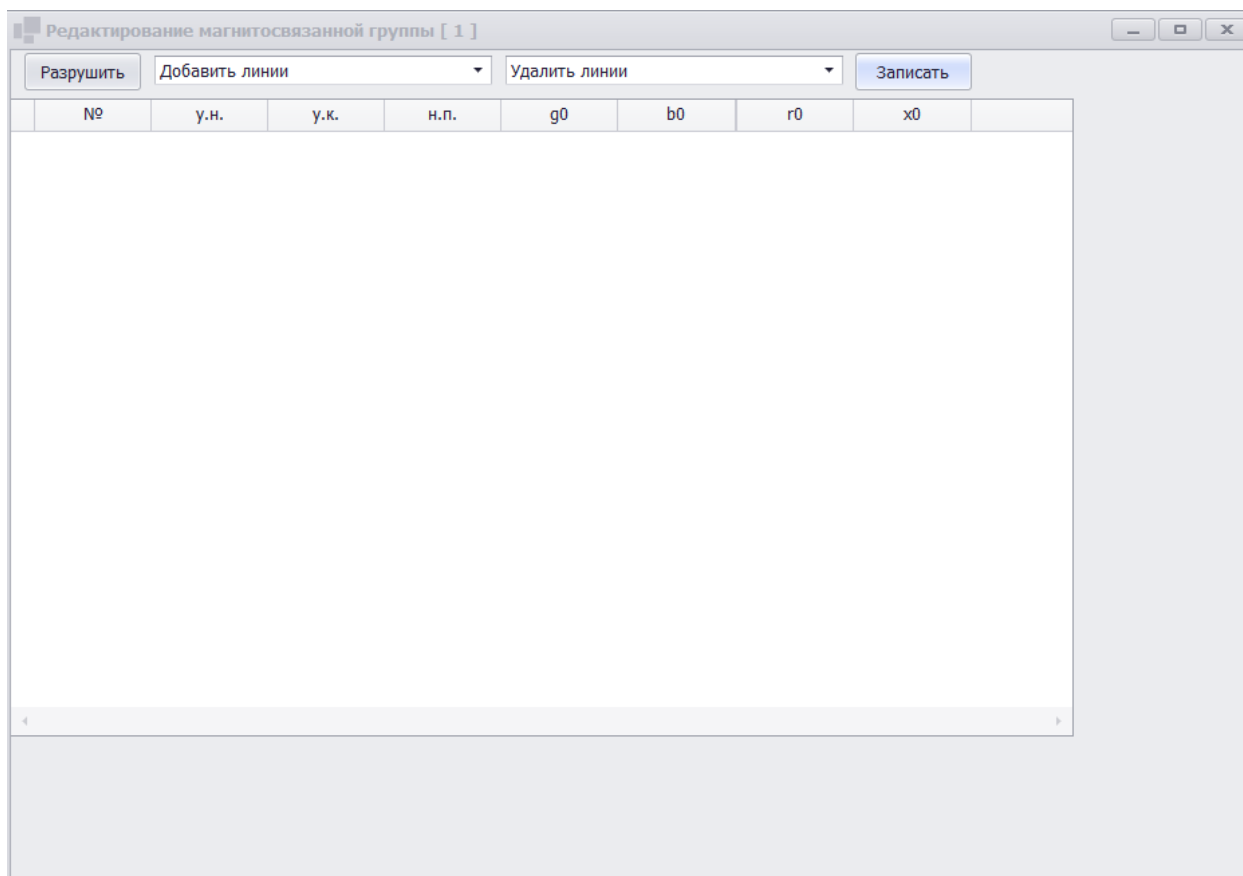 Редактирование магнитосвязанной группы [ 1 ]
Разрушить Добавить линии Удалить линии Записать
№ у.н. у.к. н.п. g0 b0 r0 x0